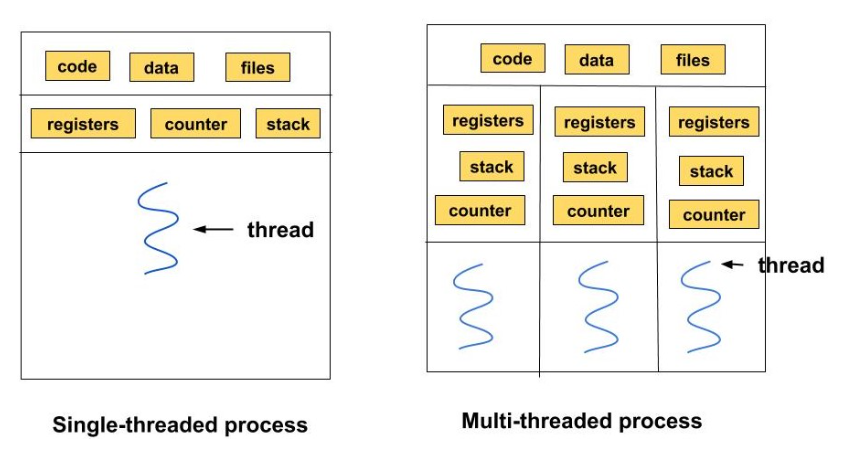 code data files
registers counter stack
thread
Single-threaded process
code data files
registers registers registers
stack stack stack
counter counter counter
thread
Multi-threaded process